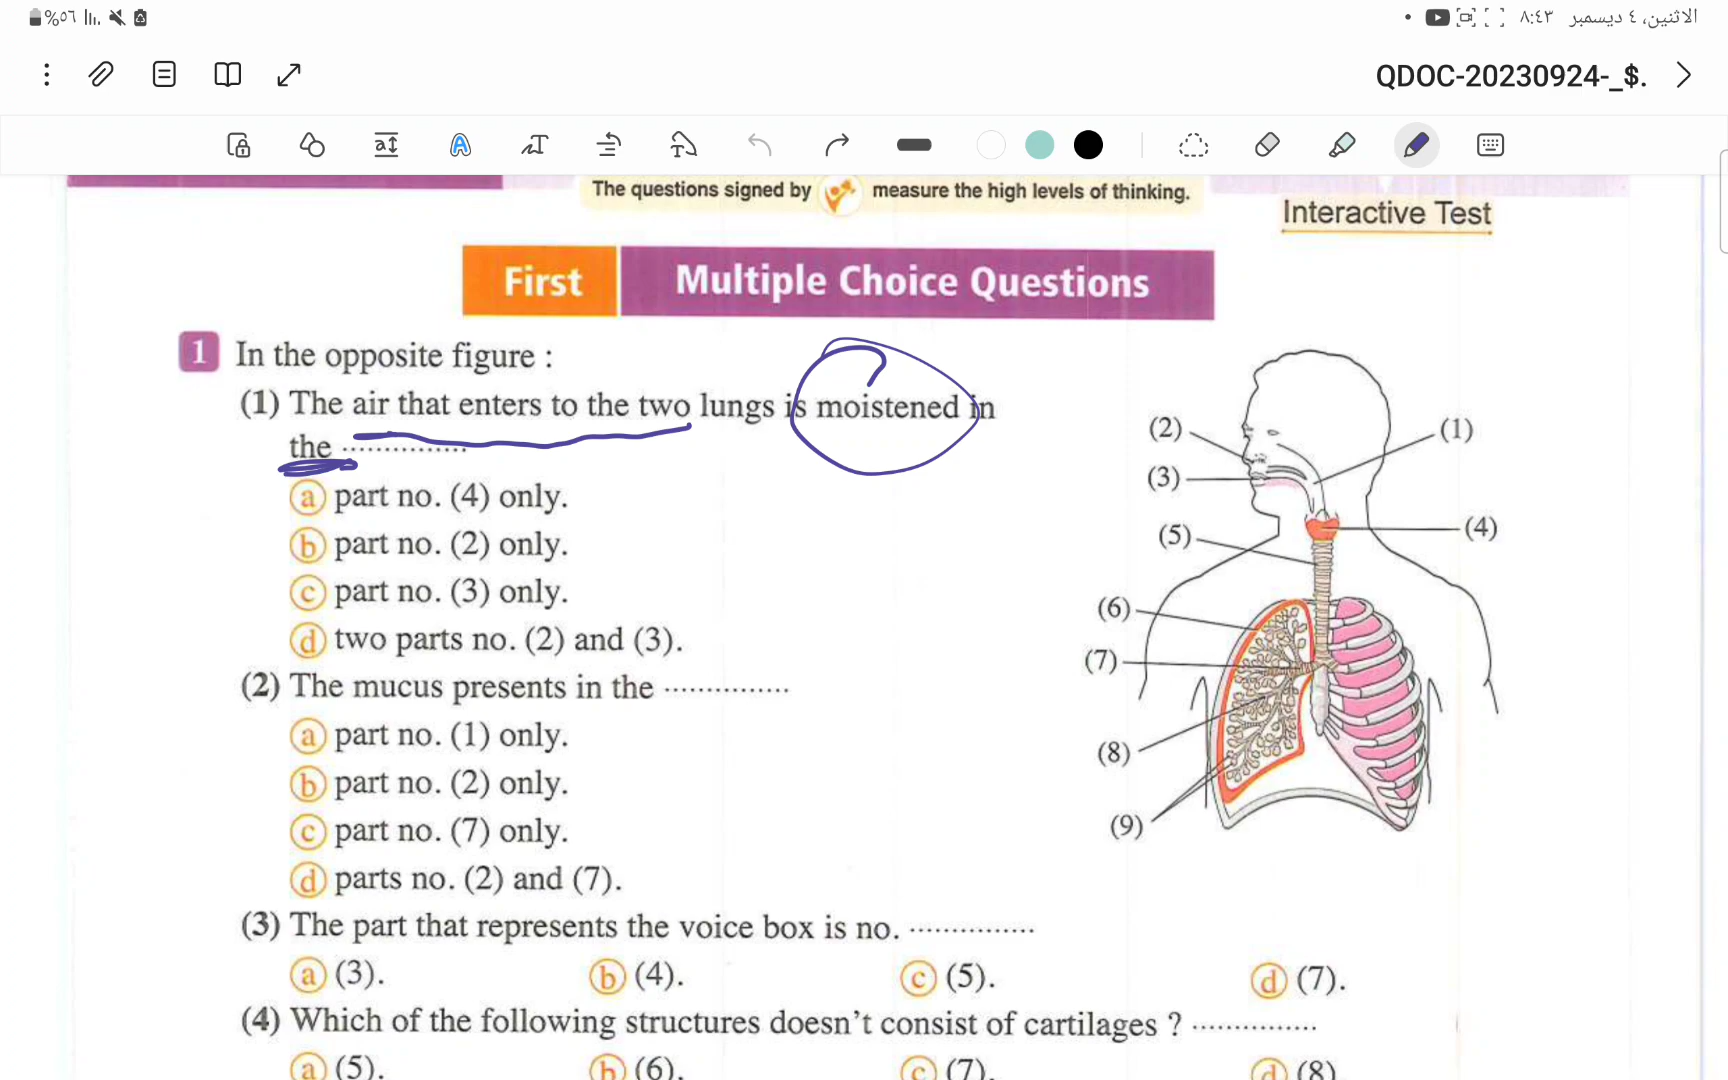 %٥٦
الاثنين، ٤ ديسمبر ٨:٤٣
QDOC-20230924-_$.
The questions signed by measure the high levels of thinking.
Interactive Test
First Multiple Choice Questions
1 In the opposite figure :
(1) The air that enters to the two lungs is moistened in
the ...............
a part no. (4) only.
b part no. (2) only.
c part no. (3) only.
d two parts no. (2) and (3).
(2) The mucus presents in the ...............
a part no. (1) only.
b part no. (2) only.
c part no. (7) only.
d parts no. (2) and (7).
(3) The part that represents the voice box is no. ...............
a (3). b (4). c (5). d (7).
(4) Which of the following structures doesn't consist of cartilages ? ...............
a (5). b (6). c (7). d (8).
(2)
(1)
(3)
(4)
(5)
(6)
(7)
(8)
(9)